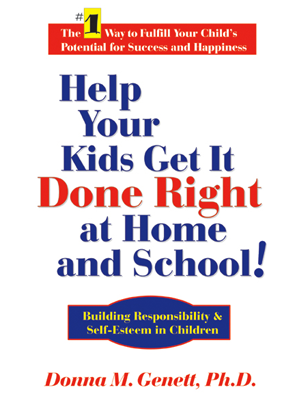 The #1 Way to Fulfill Your Child's
Potential for Success and Happiness
Help
Your
Kids Get It
Done Right
at Home
and School!
Building Responsibility &
Self-Esteem in Children
Donna M. Genett, Ph.D.